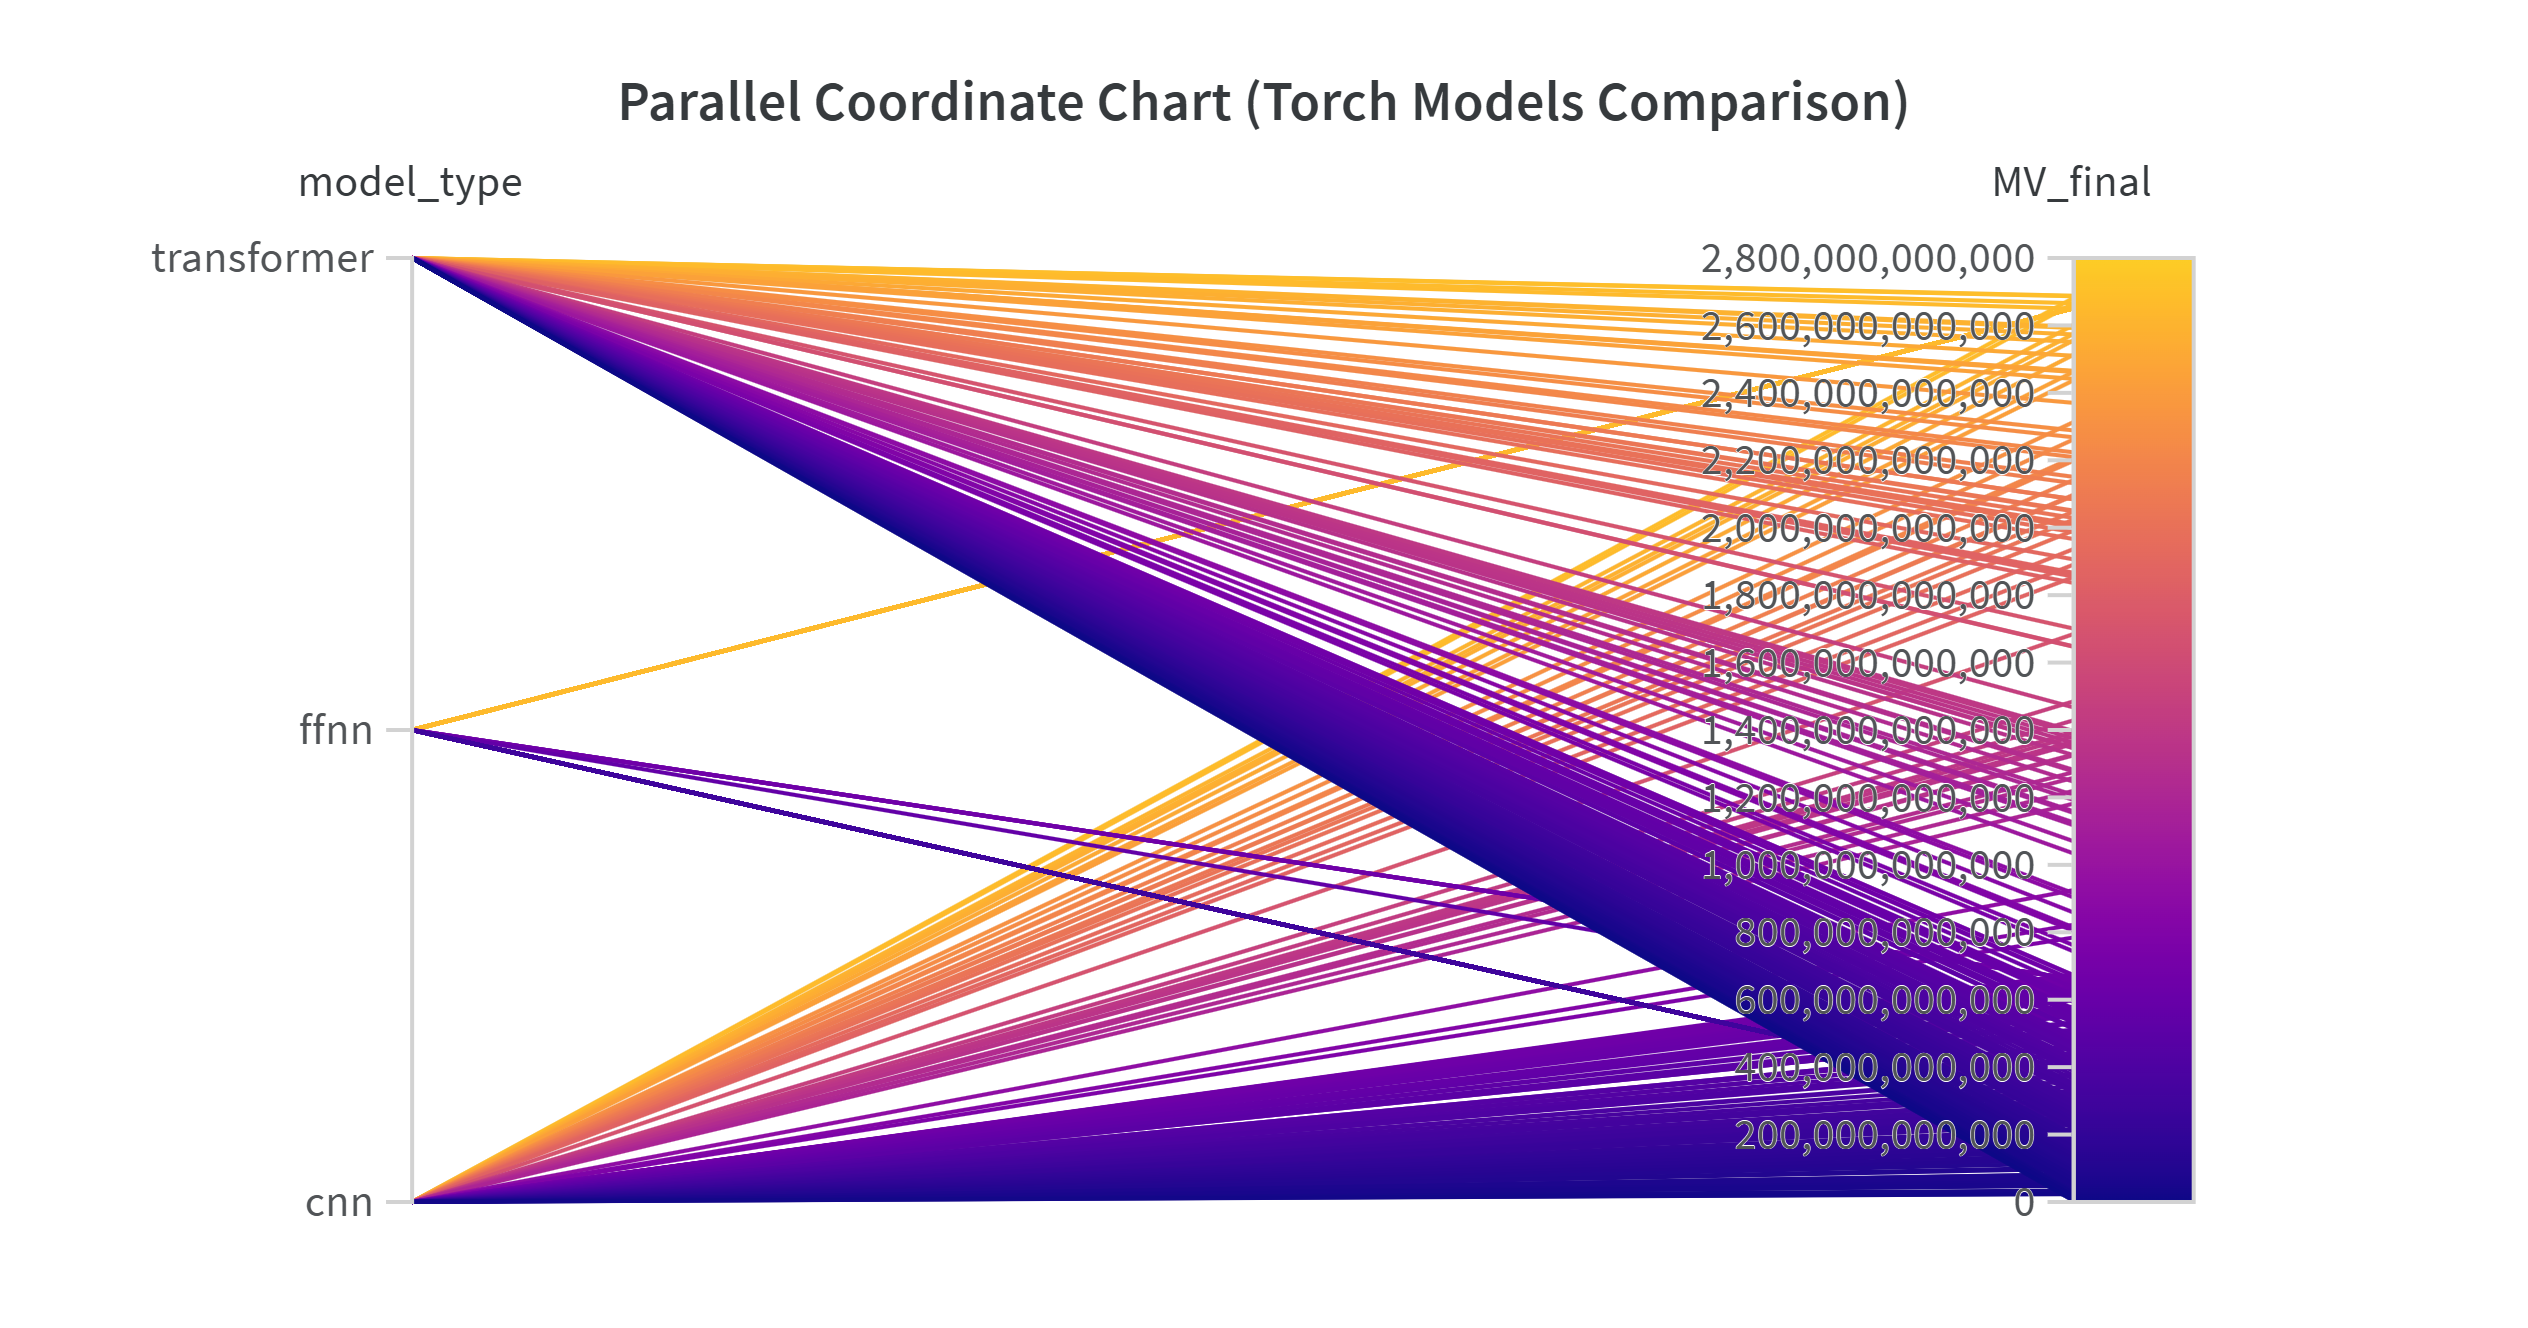 Parallel Coordinate Chart (Torch Models Comparison)
model_type
MV_final
transformer
ffnn
cnn
2,800,000,000,000
2,600,000,000,000
2,400,000,000,000
2,200,000,000,000
2,000,000,000,000
1,800,000,000,000
1,600,000,000,000
1,400,000,000,000
1,200,000,000,000
1,000,000,000,000
800,000,000,000
600,000,000,000
400,000,000,000
200,000,000,000
0